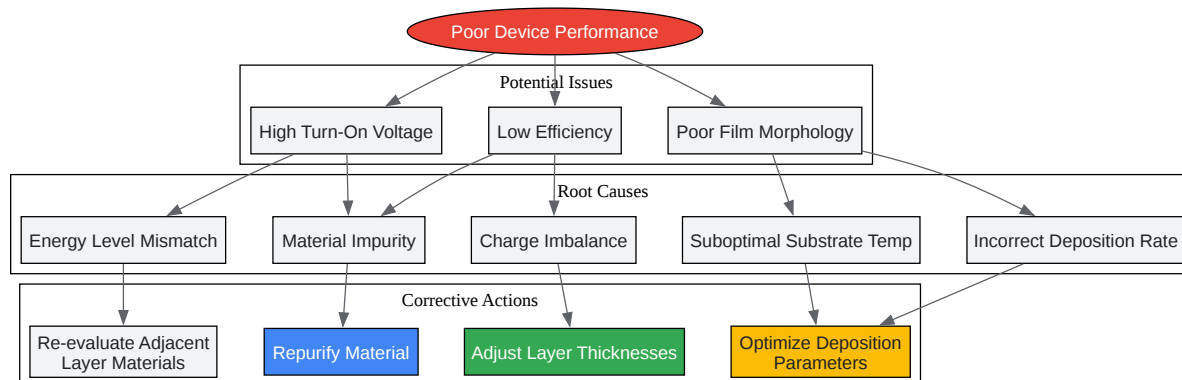 Poor Device Performance
Potential Issues
High Turn-On Voltage
Low Efficiency
Poor Film Morphology
Root Causes
Energy Level Mismatch
Material Impurity
Charge Imbalance
Suboptimal Substrate Temp
Incorrect Deposition Rate
Corrective Actions
Re-evaluate Adjacent
Layer Materials
Repurify Material
Adjust Layer Thicknesses
Optimize Deposition
Parameters